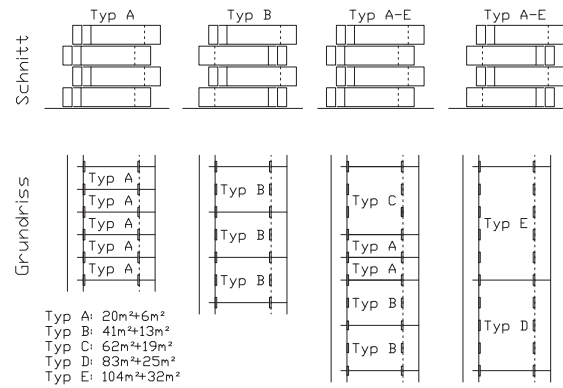 Typ A
Typ B
Typ A-E
Typ A-E
Schnitt
Grundriss
Typ A
Typ A
Typ A
Typ A
Typ A
Typ B
Typ B
Typ B
Typ C
Typ A
Typ A
Typ B
Typ B
Typ E
Typ D
Typ A: 20m²+6m²
Typ B: 41m²+13m²
Typ C: 62m²+19m²
Typ D: 83m²+25m²
Typ E: 104m²+32m²